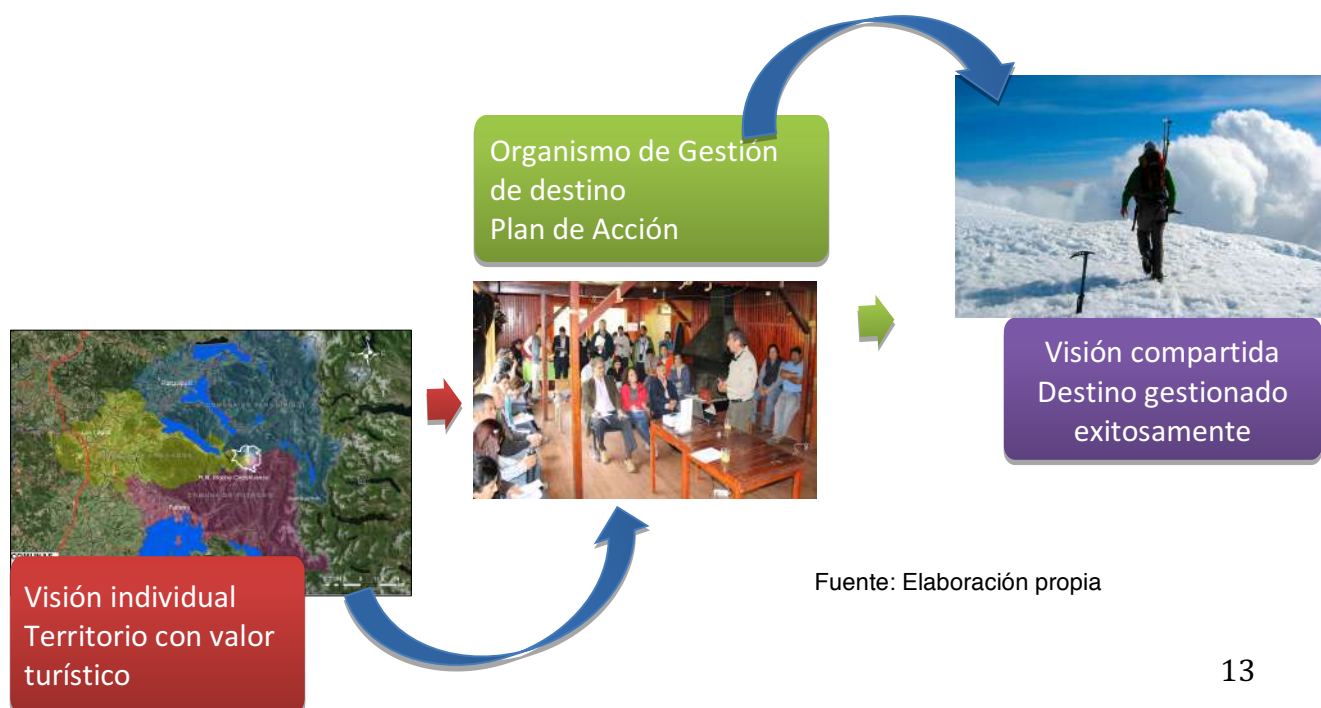 Organismo de Gestión
de destino
Plan de Acción
Visión compartida
Destino gestionado
exitosamente
Visión individual
Territorio con valor
turístico
Fuente: Elaboración propia
13